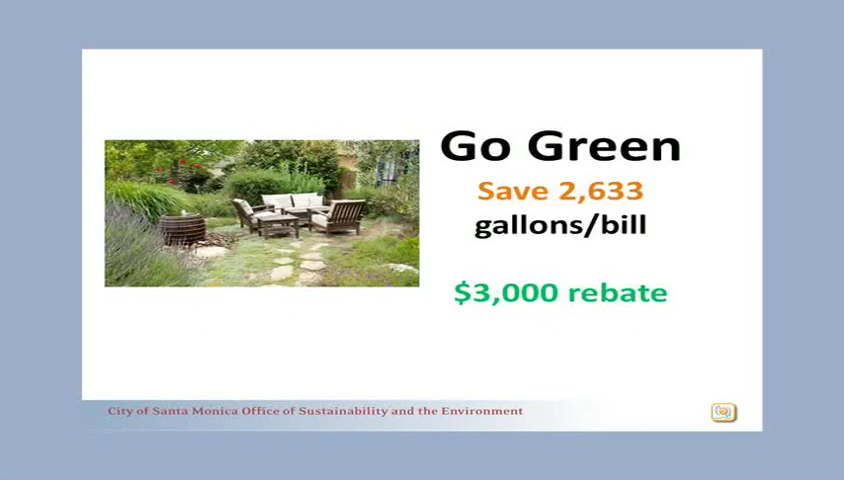 Go Green
Save 2,633
gallons/bill
$3,000 rebate
City of Santa Monica Office of Sustainability and the Environment